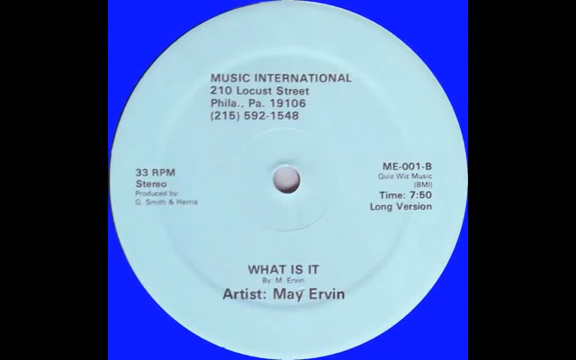 MUSIC INTERNATIONAL
210 Locust Street
Phila., Pa. 19106
(215) 592-1548
33 RPM
Stereo
Produced by
G. Smith & Harris
ME-001-B
Quiz Wiz Music
(BMI)
Time: 7:50
Long Version
WHAT IS IT
By: M. Ervin
Artist: May Ervin